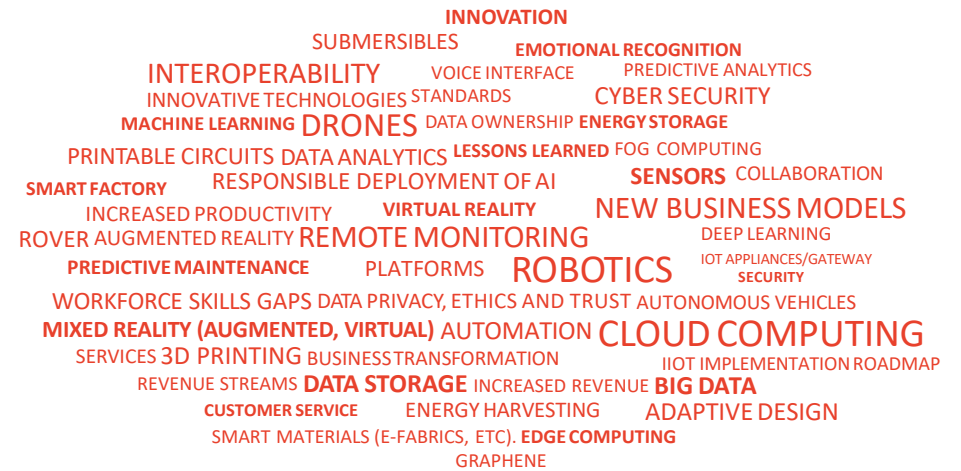 INNOVATION
SUBMERSIBLES EMOTIONAL RECOGNITION
INTEROPERABILITY VOICE INTERFACE PREDICTIVE ANALYTICS
INNOVATIVE TECHNOLOGIES STANDARDS CYBER SECURITY
MACHINE LEARNING DRONES DATA OWNERSHIP ENERGY STORAGE
PRINTABLE CIRCUITS DATA ANALYTICS LESSONS LEARNED FOG COMPUTING
SMART FACTORY RESPONSIBLE DEPLOYMENT OF AI SENSORS COLLABORATION
INCREASED PRODUCTIVITY VIRTUAL REALITY NEW BUSINESS MODELS
ROVER AUGMENTED REALITY REMOTE MONITORING DEEP LEARNING
PREDICTIVE MAINTENANCE PLATFORMS ROBOTICS IOT APPLIANCES/GATEWAY
SECURITY
WORKFORCE SKILLS GAPS DATA PRIVACY, ETHICS AND TRUST AUTONOMOUS VEHICLES
MIXED REALITY (AUGMENTED, VIRTUAL) AUTOMATION CLOUD COMPUTING
SERVICES 3D PRINTING BUSINESS TRANSFORMATION IIOT IMPLEMENTATION ROADMAP
REVENUE STREAMS DATA STORAGE INCREASED REVENUE BIG DATA
CUSTOMER SERVICE ENERGY HARVESTING ADAPTIVE DESIGN
SMART MATERIALS (E-FABRICS, ETC). EDGE COMPUTING
GRAPHENE